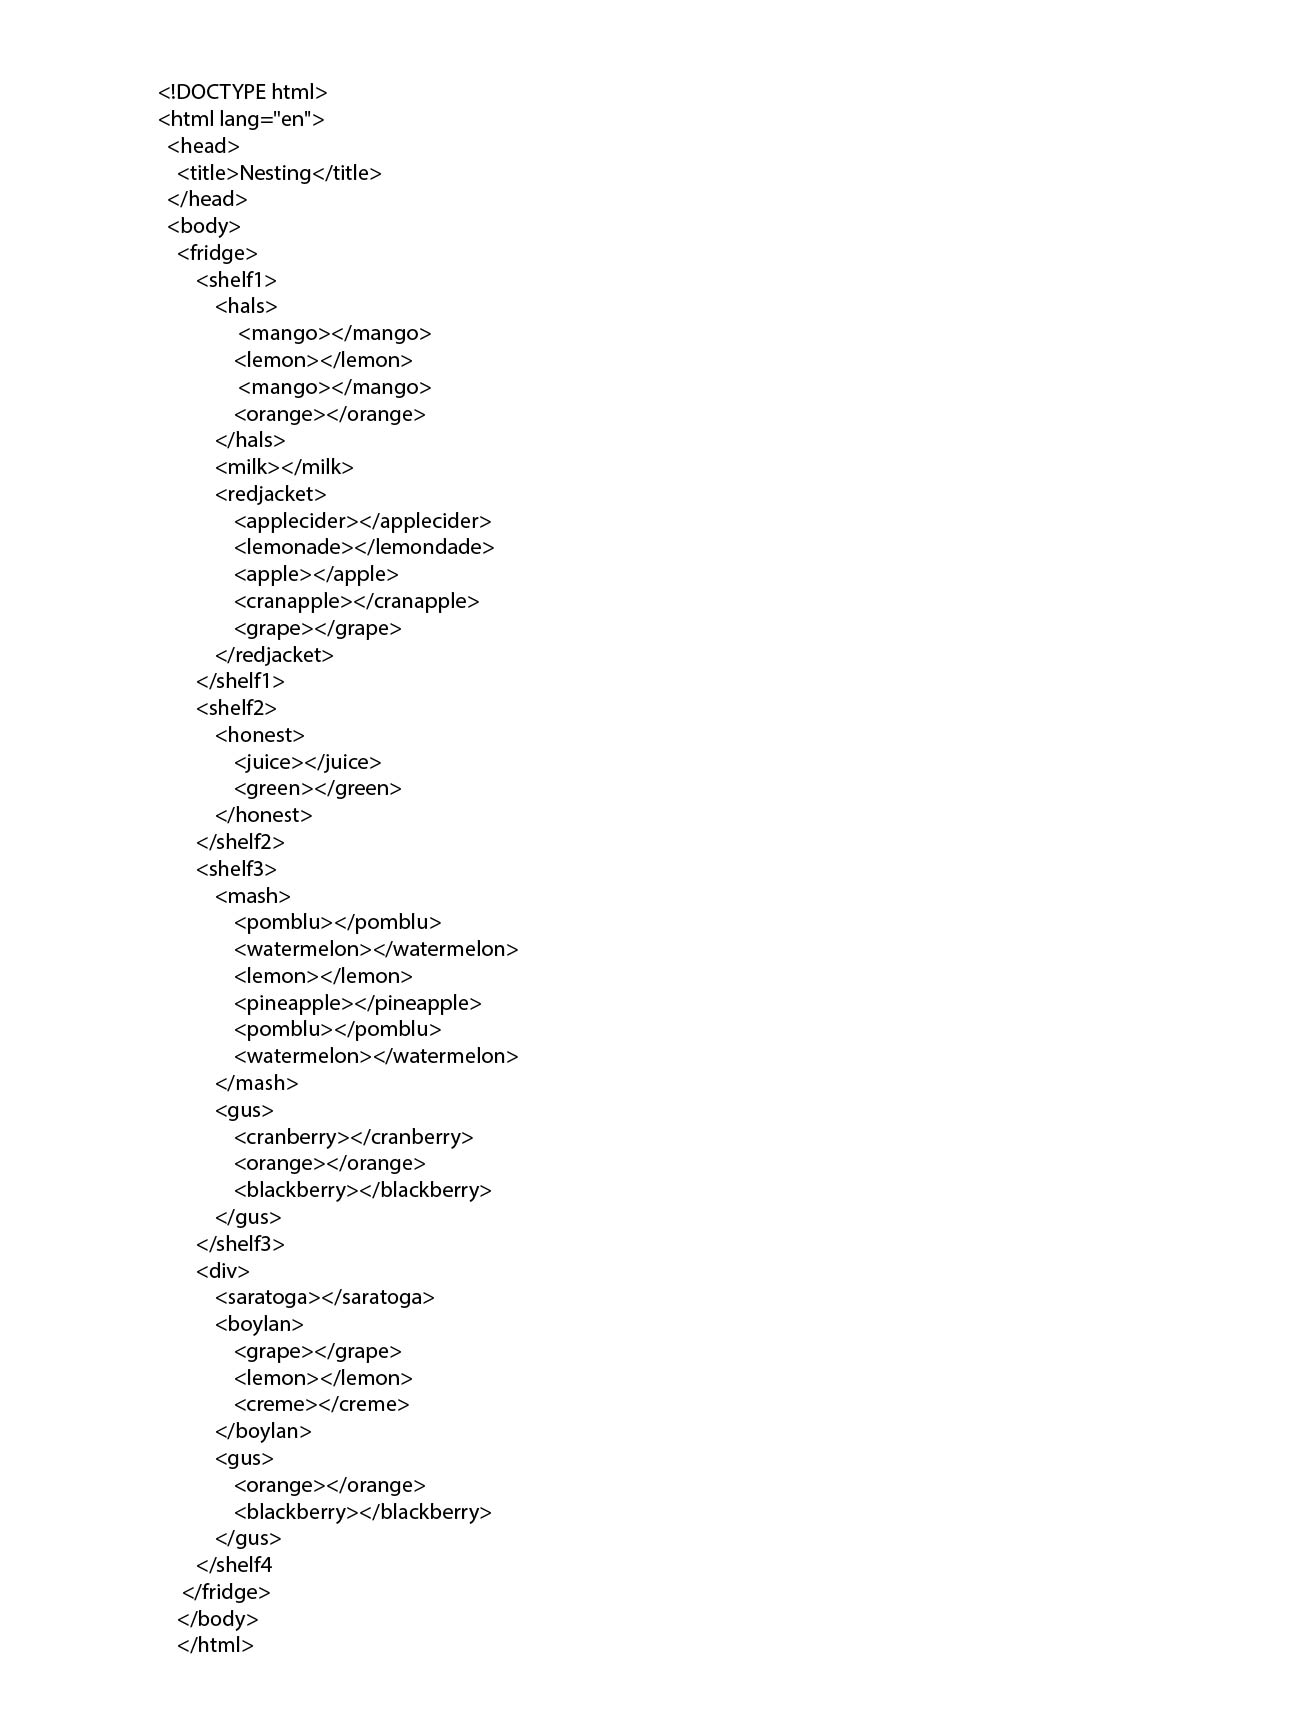 <!DOCTYPE html>
<html lang="en">
<head>
<title>Nesting</title>
</head>
<body>
<fridge>
<shelf1>
<hals>
<mango></mango>
<lemon></lemon>
<mango></mango>
<orange></orange>
</hals>
<milk></milk>
<redjacket>
<applecider></applecider>
<lemonade></lemondade>
<apple></apple>
<cranapple></cranapple>
<grape></grape>
</redjacket>
</shelf1>
<shelf2>
<honest>
<juice></juice>
<green></green>
</honest>
</shelf2>
<shelf3>
<mash>
<pomblu></pomblu>
<watermelon></watermelon>
<lemon></lemon>
<pineapple></pineapple>
<pomblu></pomblu>
<watermelon></watermelon>
</mash>
<gus>
<cranberry></cranberry>
<orange></orange>
<blackberry></blackberry>
</gus>
</shelf3>
<div>
<saratoga></saratoga>
<boylan>
<grape></grape>
<lemon></lemon>
<creme></creme>
</boylan>
<gus>
<orange></orange>
<blackberry></blackberry>
</gus>
</shelf4
</fridge>
</body>
</html>